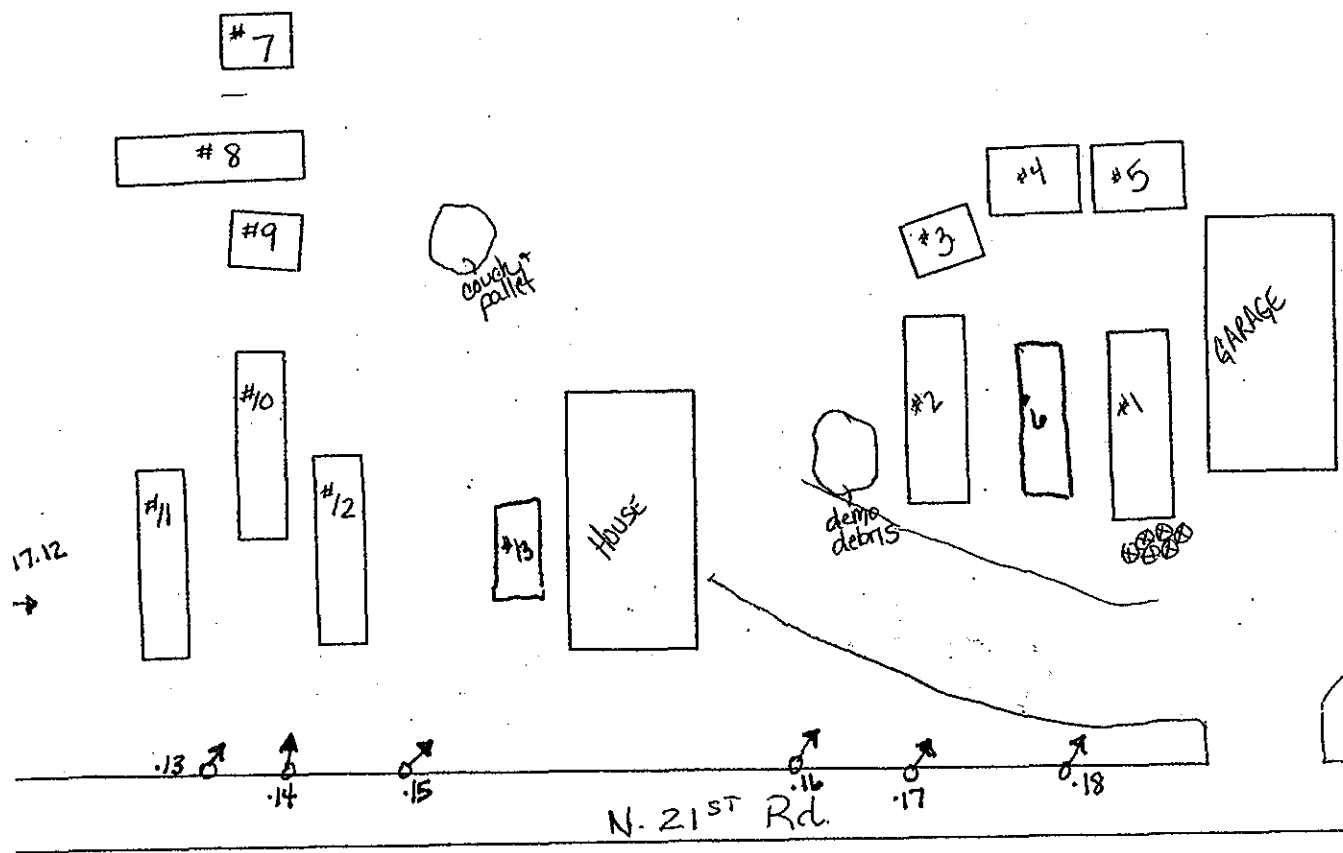 #7
#8
#9
#4
#5
#3
couch +
pallet
GARAGE
#10
#2
#6
#1
#11
#12
#13
HOUSE
demo
debris
17.12
.13
.14
.15
.16
.17
.18
N. 21ST Rd.